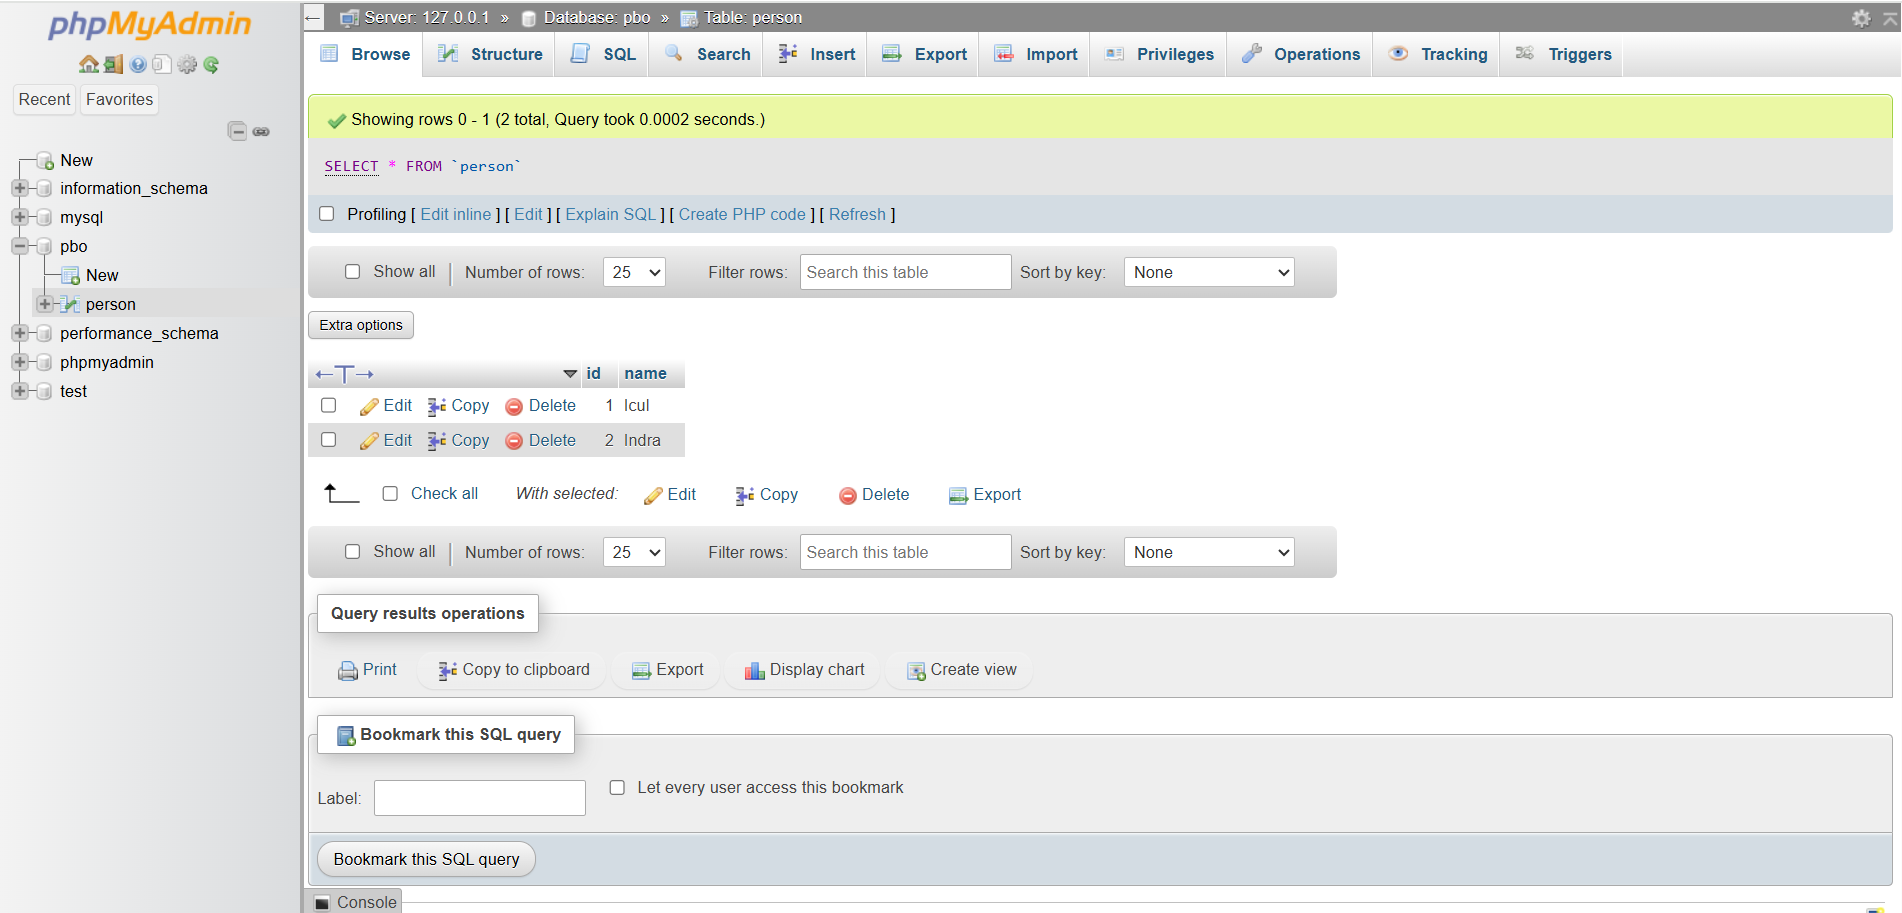 phpMyAdmin
Recent Favorites
New
information_schema
mysql
pbo
New
person
performance_schema
phpmyadmin
test
Server: 127.0.0.1 » Database: pbo » Table: person
Browse Structure SQL Search Insert Export Import Privileges Operations Tracking Triggers
Showing rows 0 - 1 (2 total, Query took 0.0002 seconds.)
SELECT * FROM `person`
Profiling [ Edit inline ] [ Edit ] [ Explain SQL ] [ Create PHP code ] [ Refresh ]
Show all | Number of rows: 25 Filter rows: Search this table Sort by key: None
Extra options
←T→ id name
Edit Copy Delete 1 Icul
Edit Copy Delete 2 Indra
Check all With selected: Edit Copy Delete Export
Show all | Number of rows: 25 Filter rows: Search this table Sort by key: None
Query results operations
Print Copy to clipboard Export Display chart Create view
Bookmark this SQL query
Label: Let every user access this bookmark
Bookmark this SQL query
Console